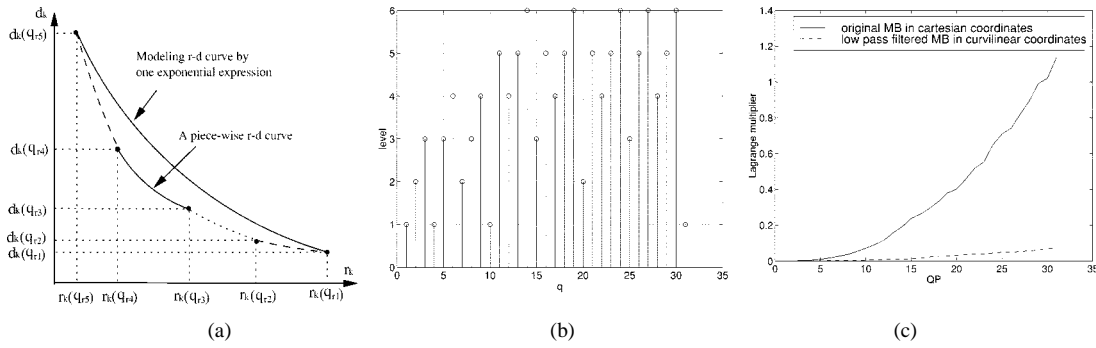 dₖ
dₖ(qᵣ₅)
Modeling r-d curve by
one exponential expression
A piece-wise r-d curve
dₖ(qᵣ₄)
dₖ(qᵣ₃)
dₖ(qᵣ₂)
dₖ(qᵣ₁)
rₖ
rₖ(qᵣ₅) rₖ(qᵣ₄) rₖ(qᵣ₃) rₖ(qᵣ₂) rₖ(qᵣ₁)
(a)
6
5
4
3
2
1
0
level
0 5 10 15 20 25 30 35
q
(b)
1.4
1.2
1
0.8
0.6
0.4
0.2
0
Lagrange multiplier
original MB in cartesian coordinates
low pass filtered MB in curvilinear coordinates
0 5 10 15 20 25 30 35
QP
(c)